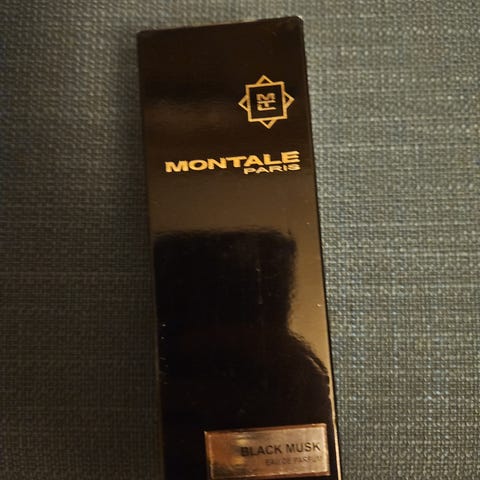 MONTALE
PARIS
BLACK MUSK
EAU DE PARFUM